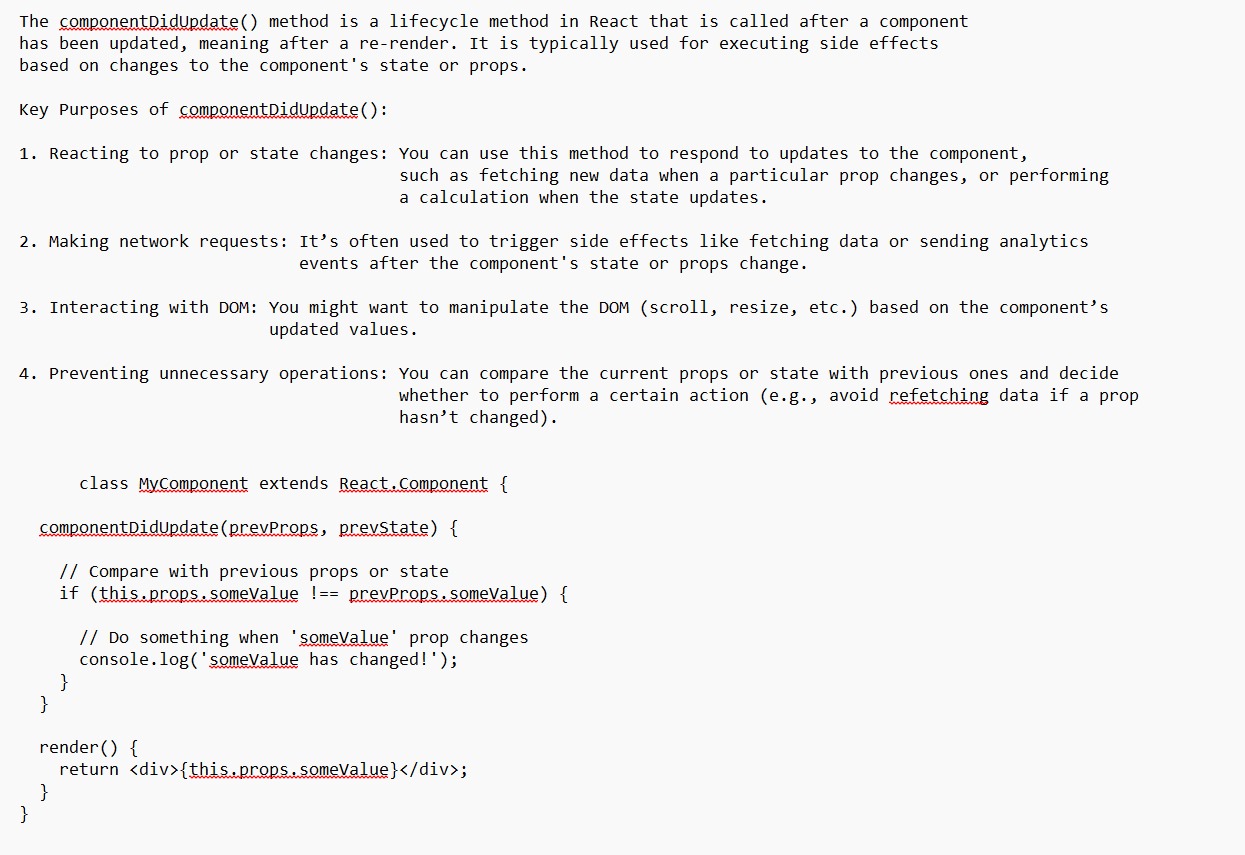 The componentDidUpdate() method is a lifecycle method in React that is called after a component
has been updated, meaning after a re-render. It is typically used for executing side effects
based on changes to the component's state or props.
Key Purposes of componentDidUpdate():
1. Reacting to prop or state changes: You can use this method to respond to updates to the component,
such as fetching new data when a particular prop changes, or performing
a calculation when the state updates.
2. Making network requests: It’s often used to trigger side effects like fetching data or sending analytics
events after the component's state or props change.
3. Interacting with DOM: You might want to manipulate the DOM (scroll, resize, etc.) based on the component’s
updated values.
4. Preventing unnecessary operations: You can compare the current props or state with previous ones and decide
whether to perform a certain action (e.g., avoid refetching data if a prop
hasn’t changed).
class MyComponent extends React.Component {
componentDidUpdate(prevProps, prevState) {
// Compare with previous props or state
if (this.props.someValue !== prevProps.someValue) {
// Do something when 'someValue' prop changes
console.log('someValue has changed!');
}
}
render() {
return <div>{this.props.someValue}</div>;
}
}